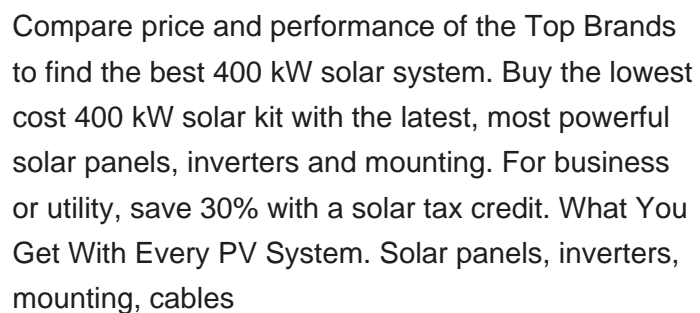 Compare price and performance of the Top Brands
to find the best 400 kW solar system. Buy the lowest
cost 400 kW solar kit with the latest, most powerful
solar panels, inverters and mounting. For business
or utility, save 30% with a solar tax credit. What You
Get With Every PV System. Solar panels, inverters,
mounting, cables